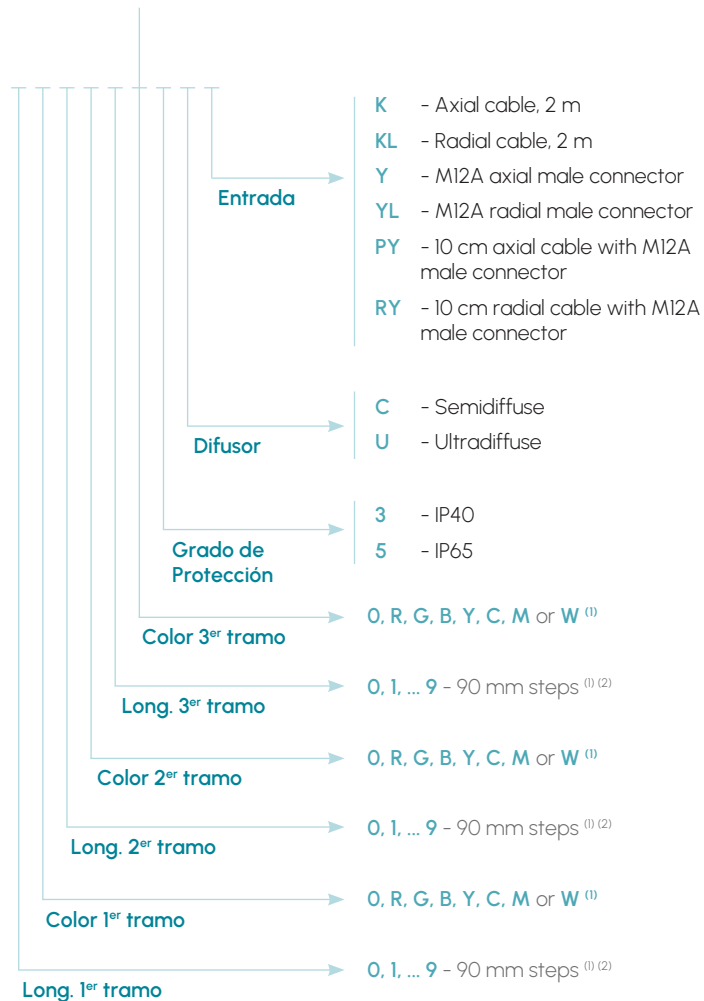 K - Axial cable, 2 m
KL - Radial cable, 2 m
Y - M12A axial male connector
Entrada
YL - M12A radial male connector
PY - 10 cm axial cable with M12A
male connector
RY - 10 cm radial cable with M12A
male connector
C - Semidiffuse
Difusor
U - Ultradiffuse
3 - IP40
Grado de
Protección
5 - IP65
0, R, G, B, Y, C, M or W (1)
Color 3er tramo
0, 1, ... 9 - 90 mm steps (1) (2)
Long. 3er tramo
0, R, G, B, Y, C, M or W (1)
Color 2er tramo
0, 1, ... 9 - 90 mm steps (1) (2)
Long. 2er tramo
0, R, G, B, Y, C, M or W (1)
Color 1er tramo
0, 1, ... 9 - 90 mm steps (1) (2)
Long. 1er tramo